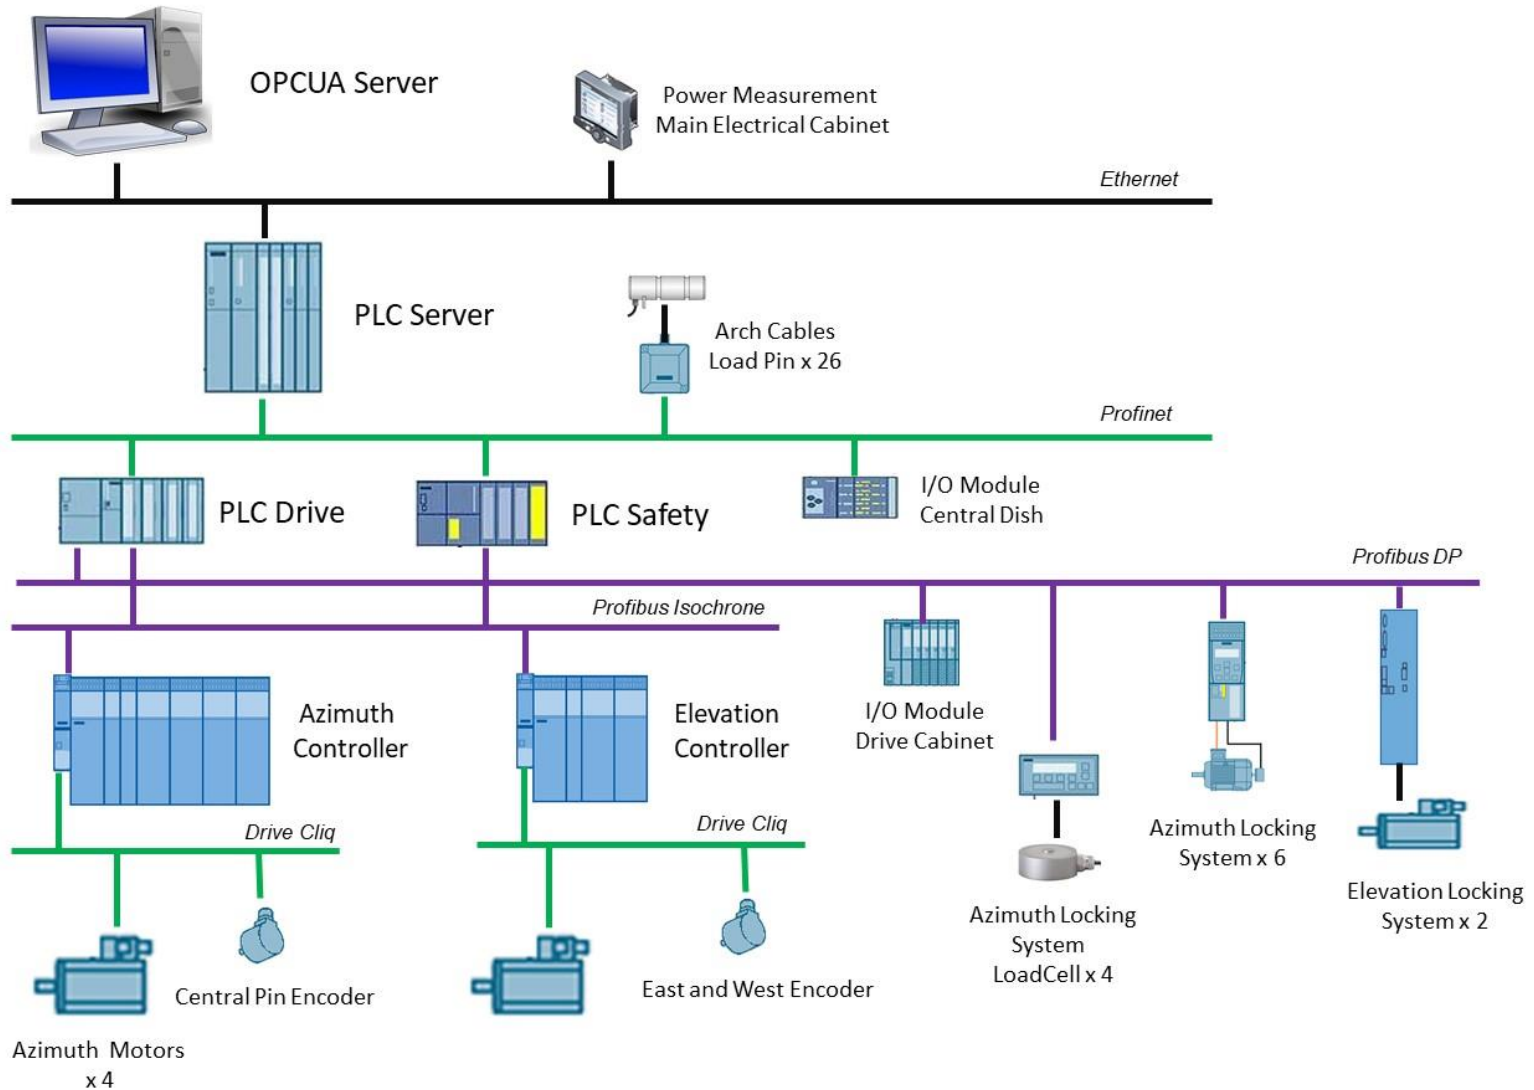 OPCUA Server
Power Measurement
Main Electrical Cabinet
Ethernet
PLC Server
Arch Cables
Load Pin x 26
Profinet
PLC Drive
PLC Safety
I/O Module
Central Dish
Profibus DP
Profibus Isochrone
Azimuth
Controller
Elevation
Controller
I/O Module
Drive Cabinet
Drive Cliq
Drive Cliq
Azimuth Locking
System x 6
Elevation Locking
System x 2
Azimuth Locking
System
LoadCell x 4
Central Pin Encoder
East and West Encoder
Azimuth Motors
x 4